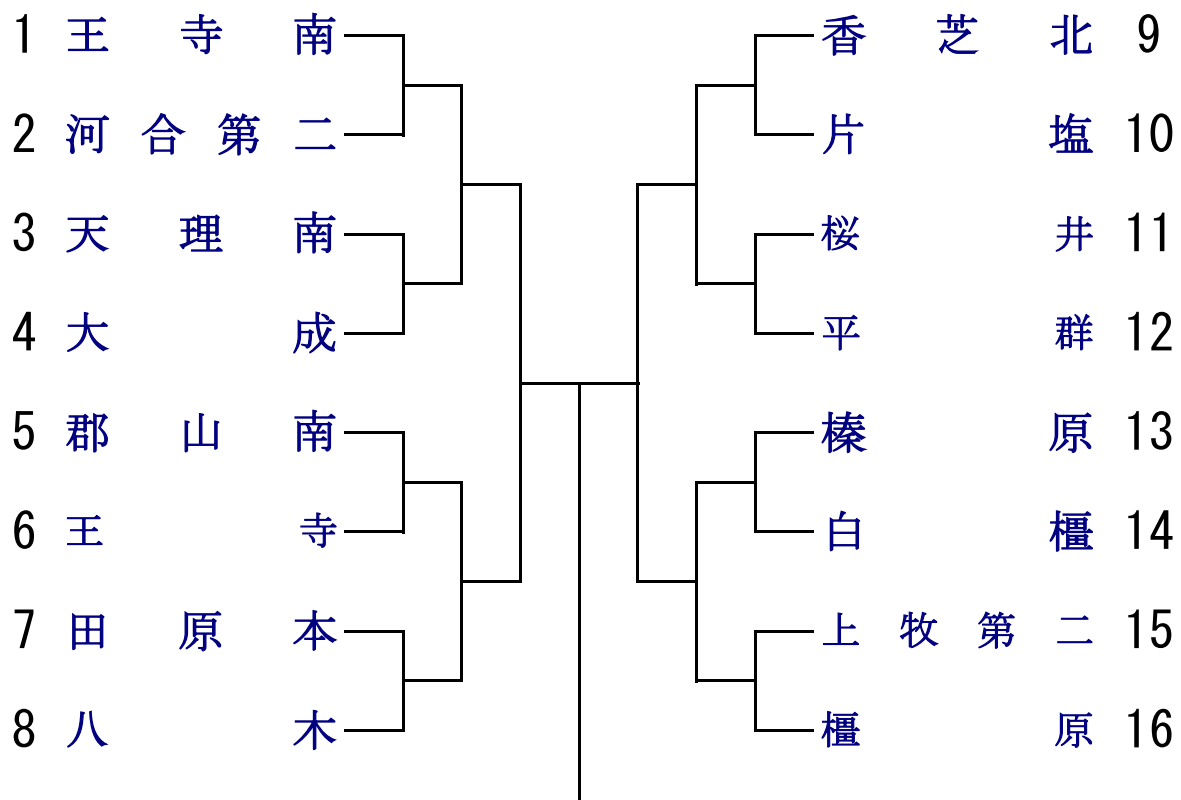 1 王寺南
2 河合第二
3 天理南
4 大成
5 郡山南
6 王寺
7 田原本
8 八木
香芝北 9
片塩 10
桜井 11
平群 12
榛原 13
白橿 14
上牧第二 15
橿原 16